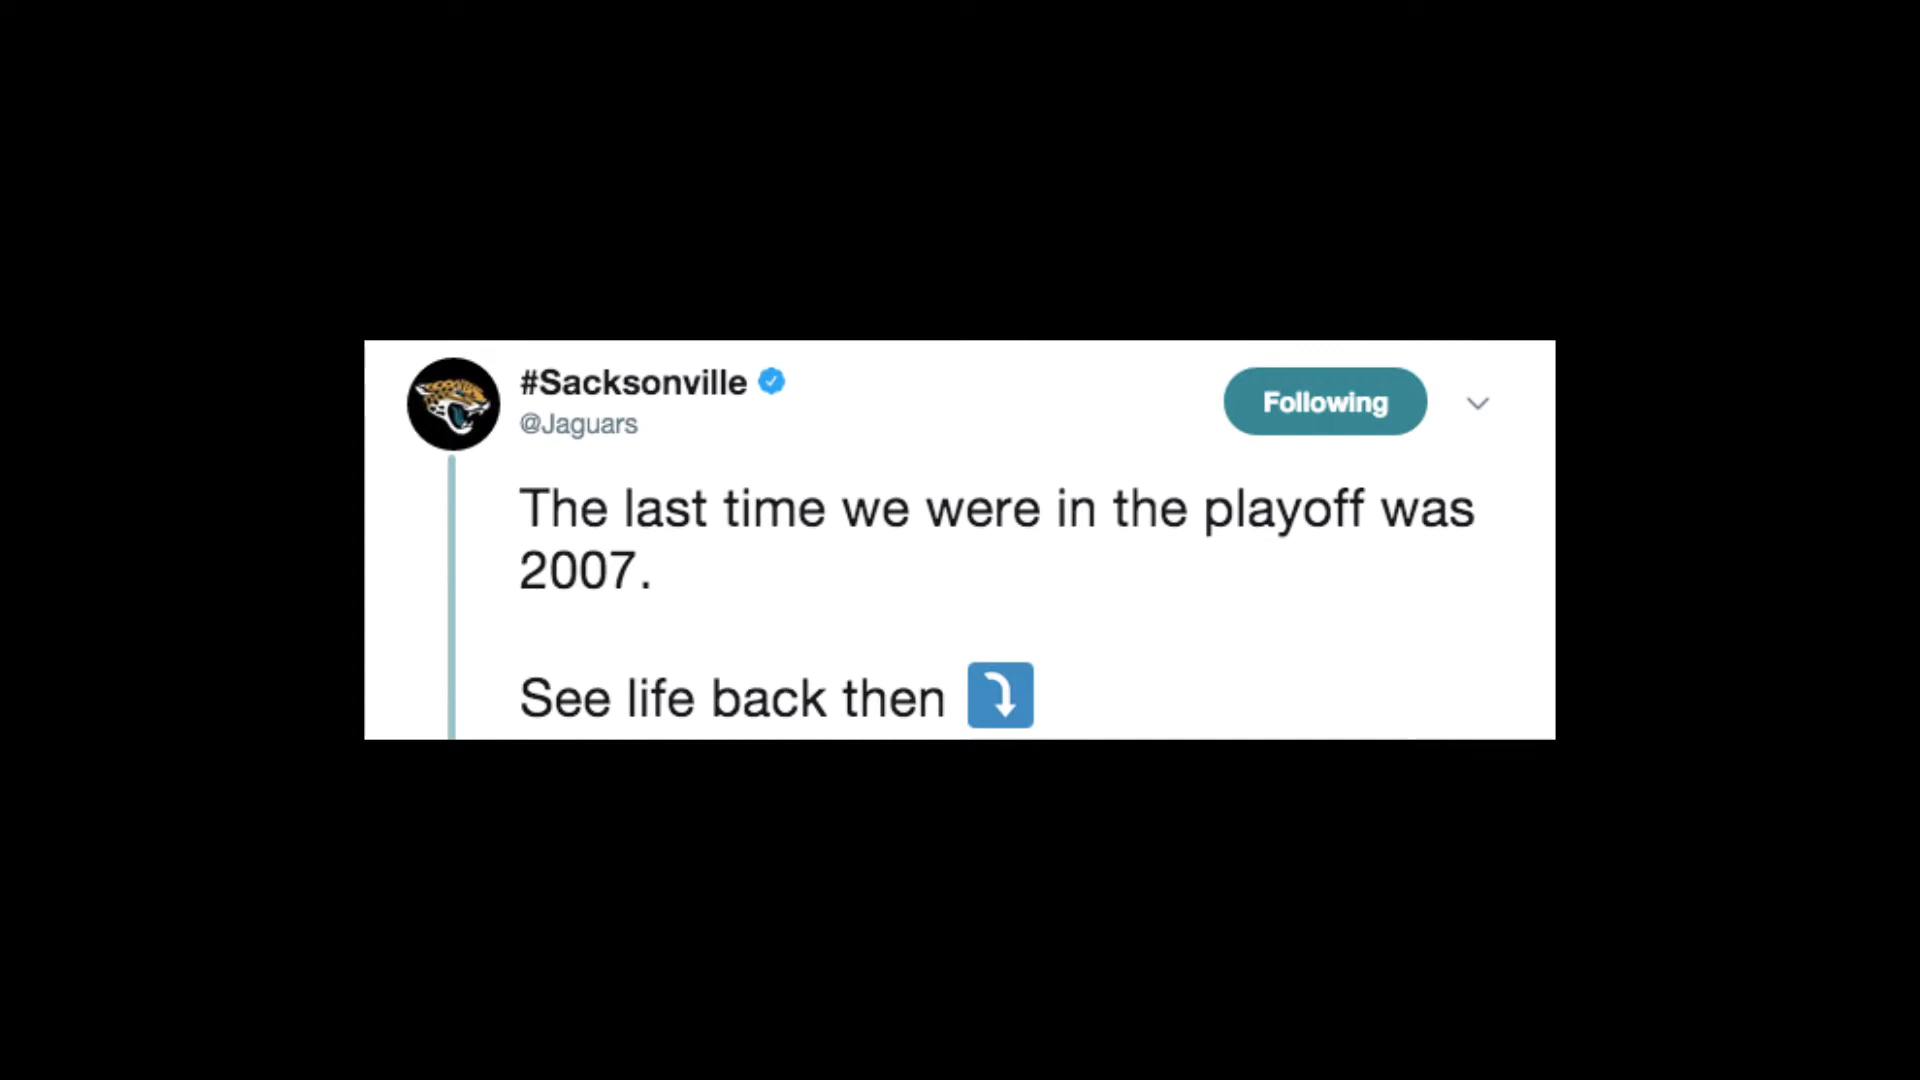 #Sacksonville
@Jaguars
Following
The last time we were in the playoff was
2007.
See life back then ⤵️